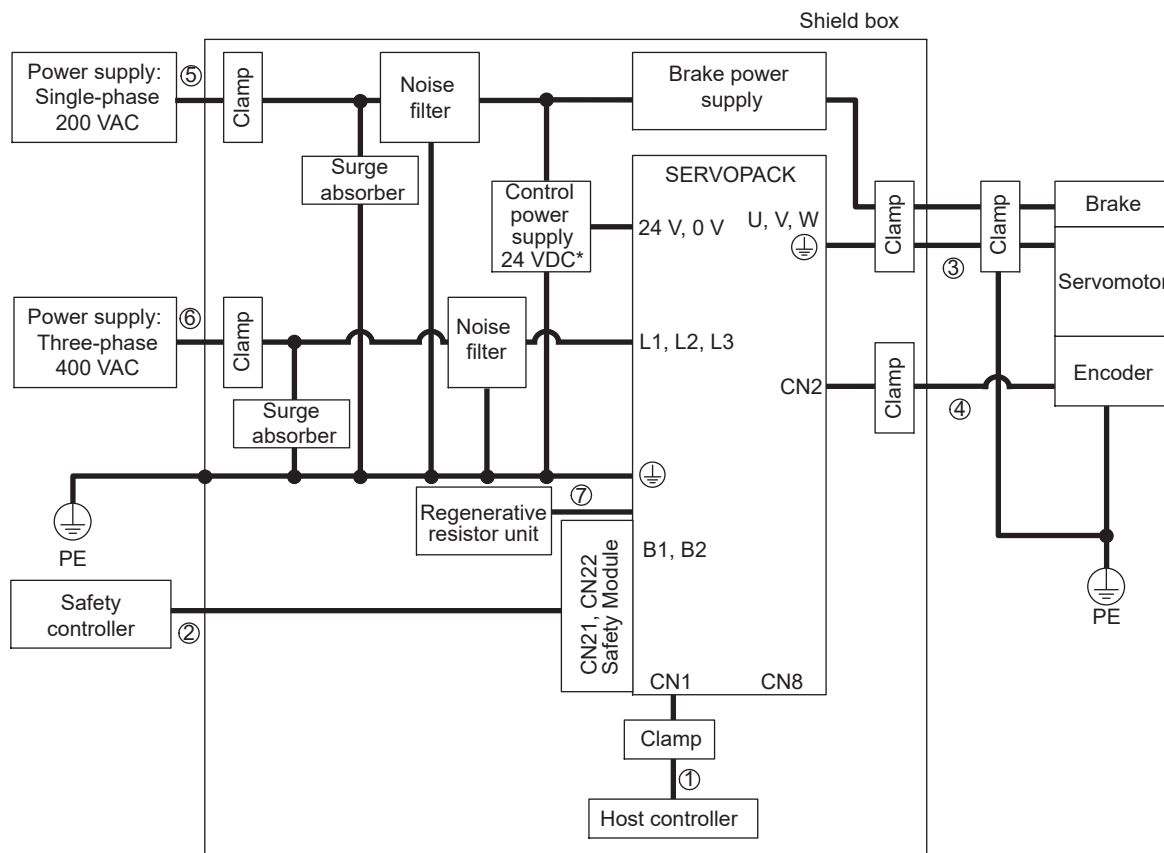 Shield box
Power supply:
Single-phase
200 VAC
⑤
Clamp
Noise
filter
Brake power
supply
Surge
absorber
Control
power
supply
24 VDC*
SERVOPACK
24 V, 0 V
U, V, W
Clamp
Clamp
③
Brake
Servomotor
Encoder
Power supply:
Three-phase
400 VAC
⑥
Clamp
Noise
filter
L1, L2, L3
CN2
Clamp
④
Surge
absorber
PE
Regenerative
resistor unit
⑦
B1, B2
PE
Safety
controller
②
CN21, CN22
Safety Module
CN1
CN8
Clamp
①
Host controller